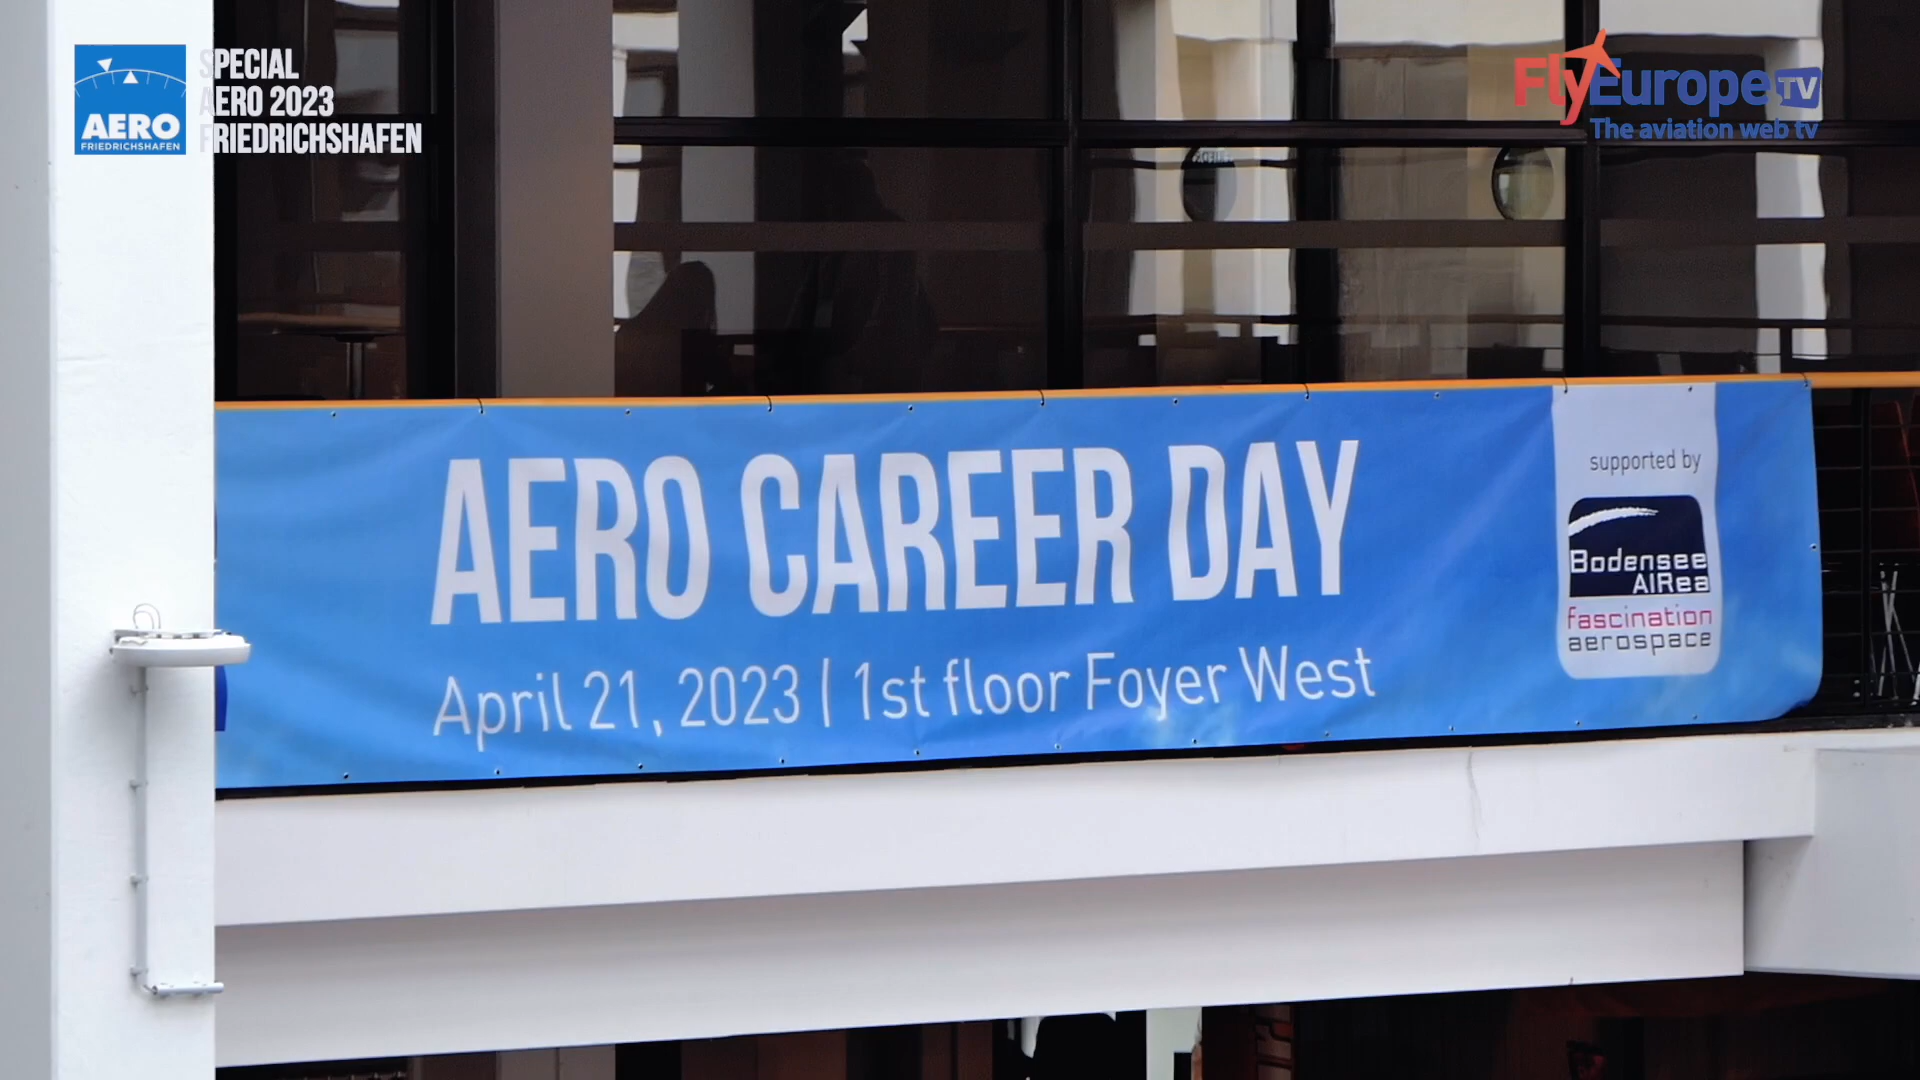 SPECIAL
AERO 2023
FRIEDRICHSHAFEN
AERO
FRIEDRICHSHAFEN
FlyEurope TV
The aviation web tv
AERO CAREER DAY
April 21, 2023 | 1st floor Foyer West
supported by
Bodensee
AIRea
fascination
aerospace